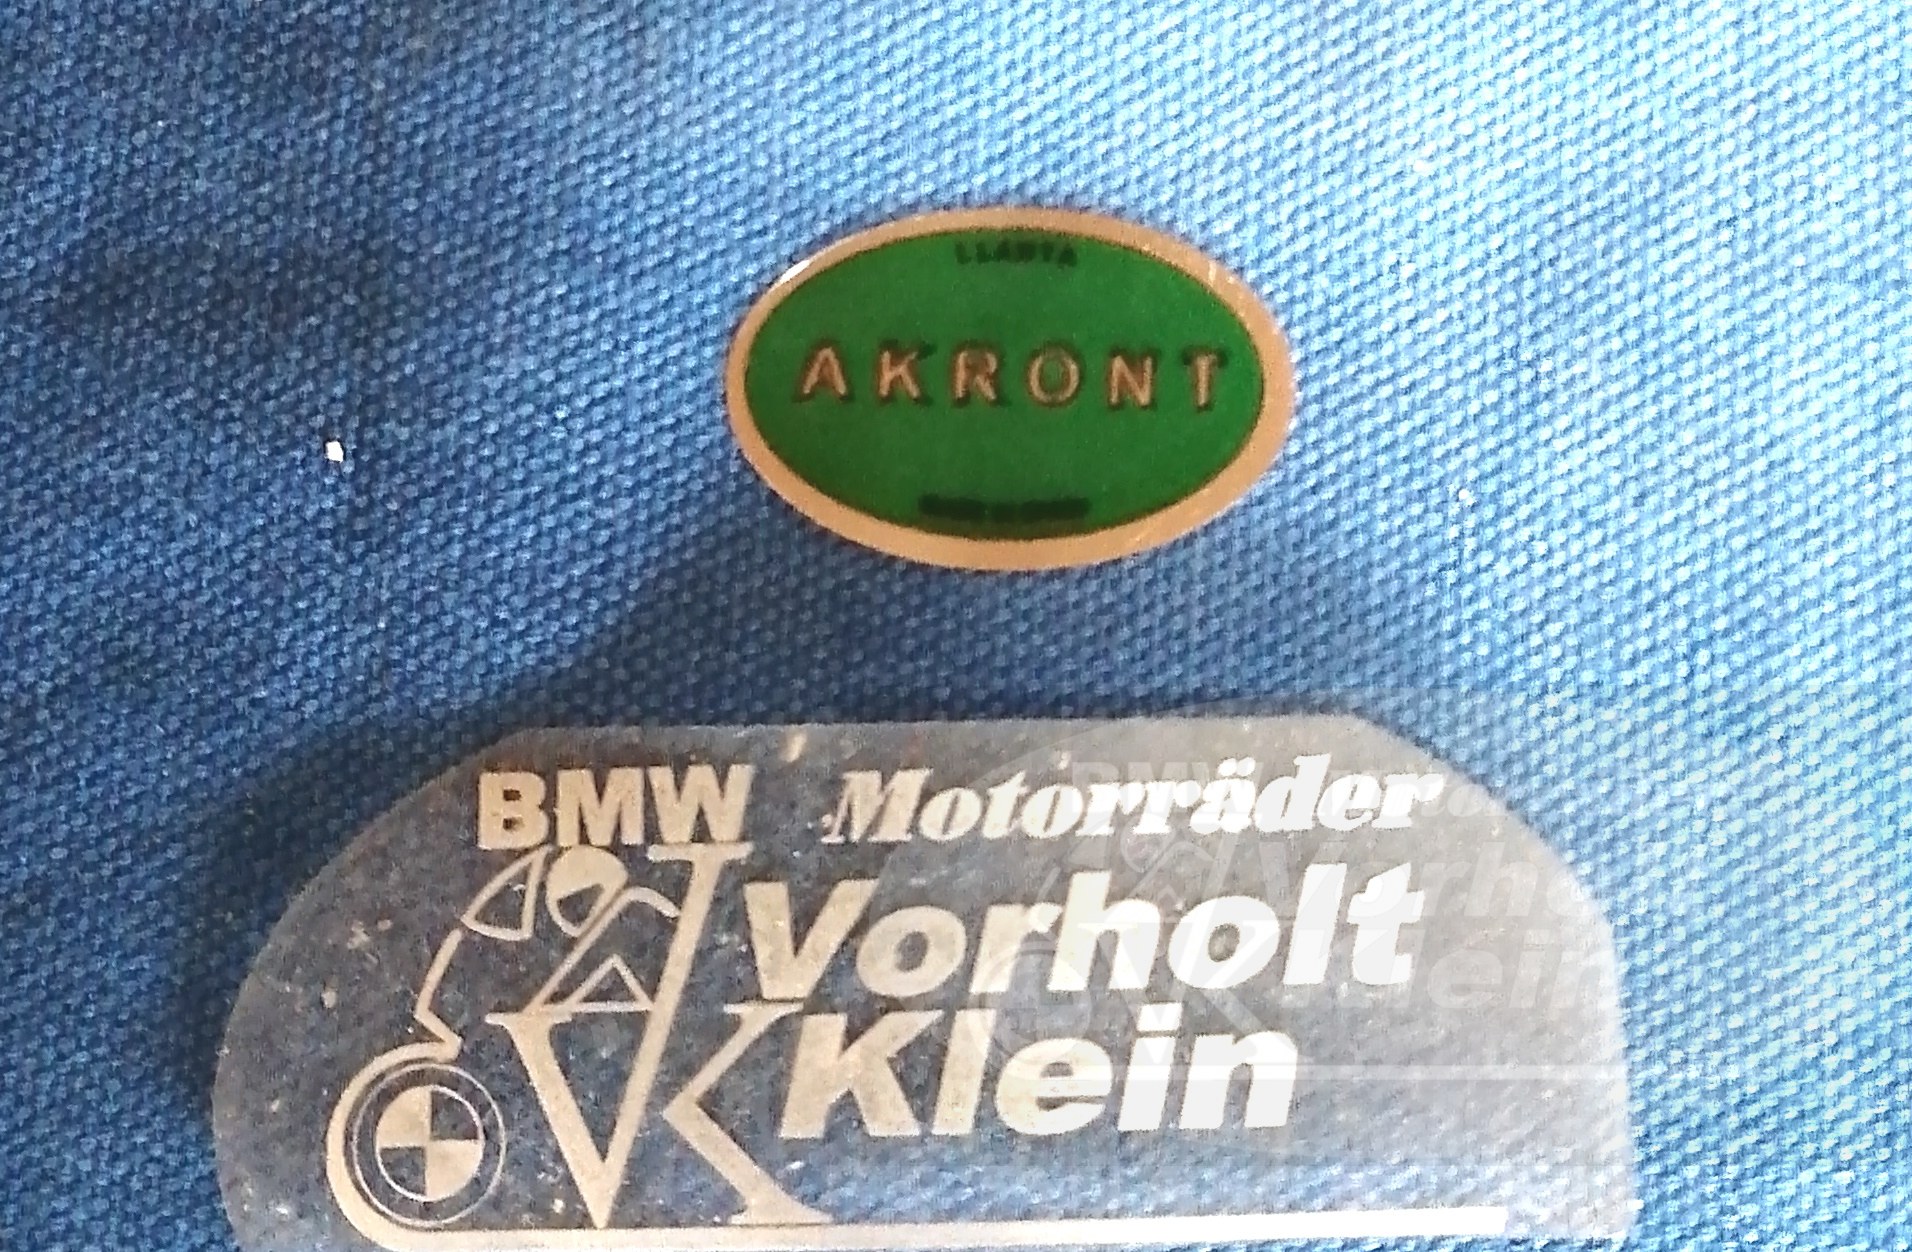 LLANTA
AKRONT
BMW Motorräder
Vorholt
Klein